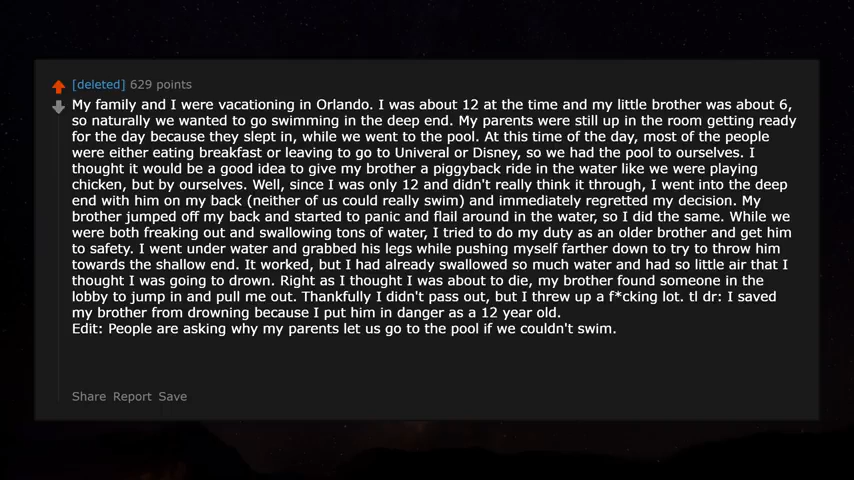 [deleted] 629 points
My family and I were vacationing in Orlando. I was about 12 at the time and my little brother was about 6,
so naturally we wanted to go swimming in the deep end. My parents were still up in the room getting ready
for the day because they slept in, while we went to the pool. At this time of the day, most of the people
were either eating breakfast or leaving to go to Univeral or Disney, so we had the pool to ourselves. I
thought it would be a good idea to give my brother a piggyback ride in the water like we were playing
chicken, but by ourselves. Well, since I was only 12 and didn't really think it through, I went into the deep
end with him on my back (neither of us could really swim) and immediately regretted my decision. My
brother jumped off my back and started to panic and flail around in the water, so I did the same. While we
were both freaking out and swallowing tons of water, I tried to do my duty as an older brother and get him
to safety. I went under water and grabbed his legs while pushing myself farther down to try to throw him
towards the shallow end. It worked, but I had already swallowed so much water and had so little air that I
thought I was going to drown. Right as I thought I was about to die, my brother found someone in the
lobby to jump in and pull me out. Thankfully I didn't pass out, but I threw up a f*cking lot. tl dr: I saved
my brother from drowning because I put him in danger as a 12 year old.
Edit: People are asking why my parents let us go to the pool if we couldn't swim.
Share Report Save